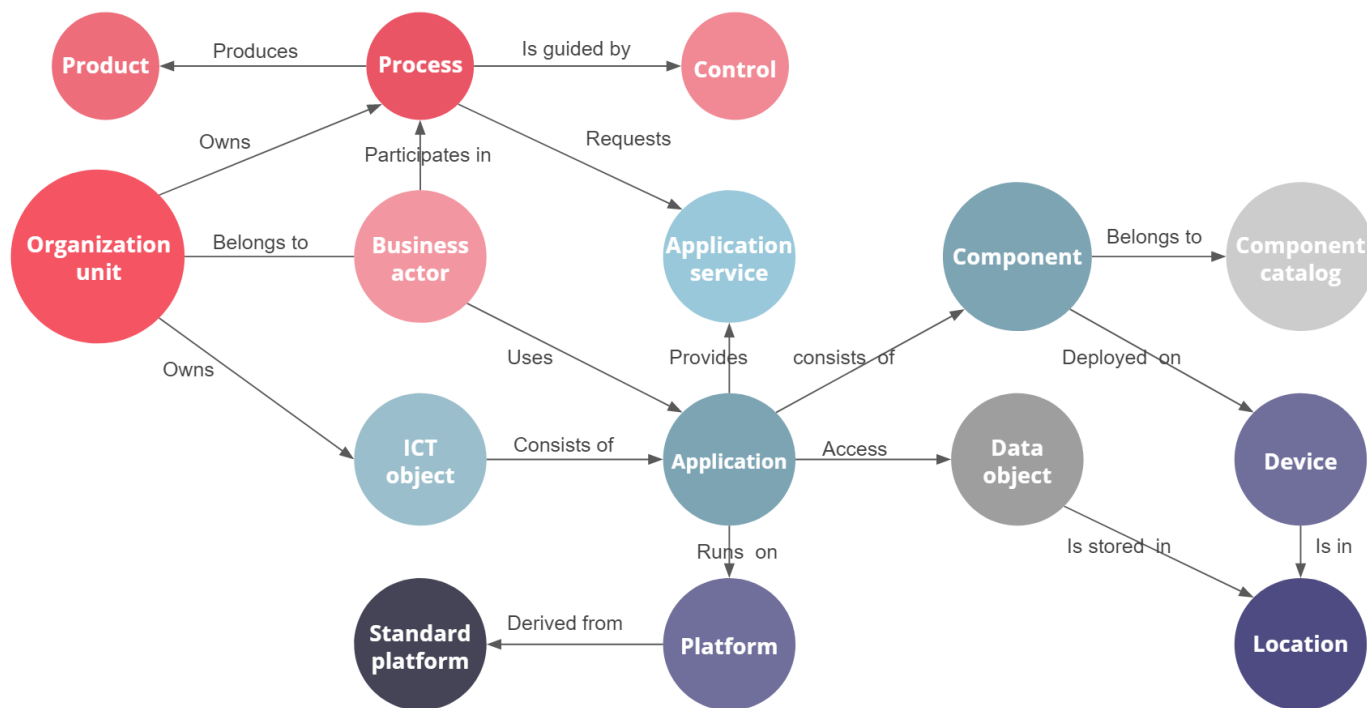 Product
Produces
Process
Is guided by
Control
Owns
Participates in
Requests
Organization
unit
Belongs to
Business
actor
Application
service
Component
Belongs to
Component
catalog
Owns
Uses
Provides
consists of
Deployed on
ICT
object
Consists of
Application
Access
Data
object
Device
Runs on
Is stored in
Is in
Standard
platform
Derived from
Platform
Location